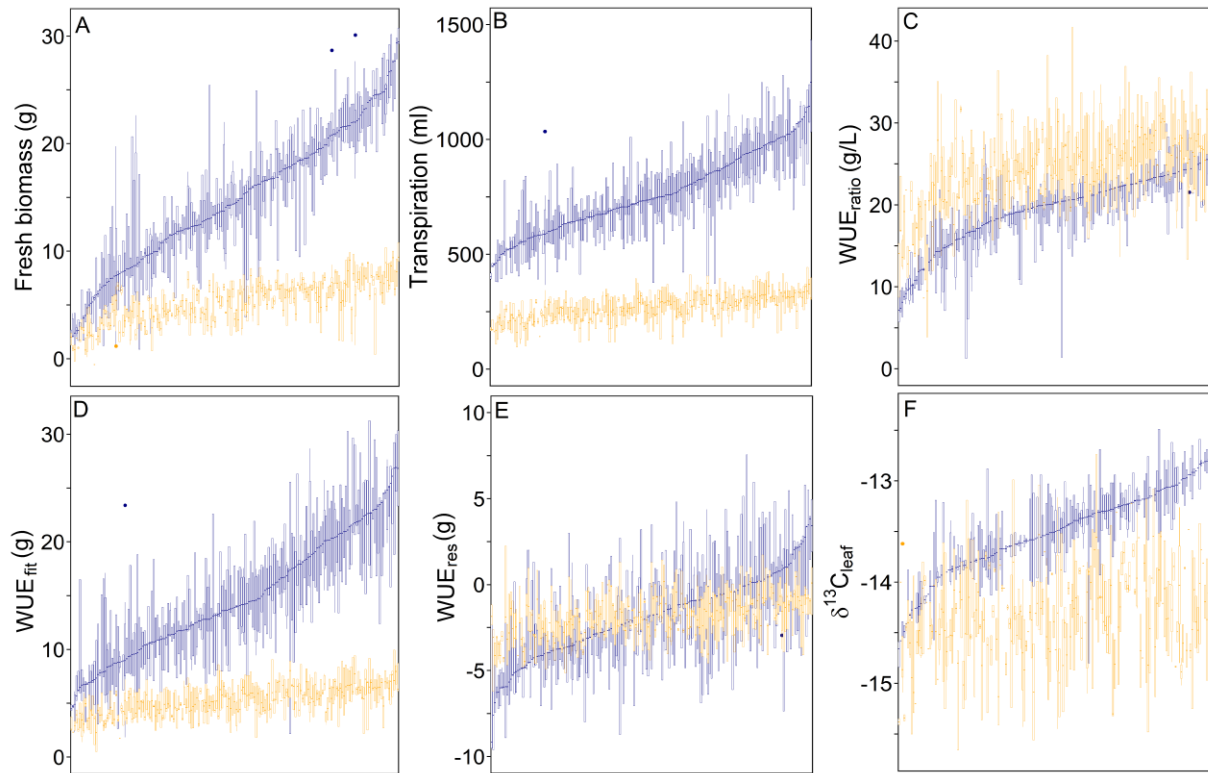 A
Fresh biomass (g)
30
20
10
0
B
Transpiration (ml)
1500
1000
500
0
C
WUEratio (g/L)
40
30
20
10
0
D
WUEfit (g)
30
20
10
0
E
WUEres (g)
10
5
0
-5
-10
F
δ13Cleaf
-13
-14
-15